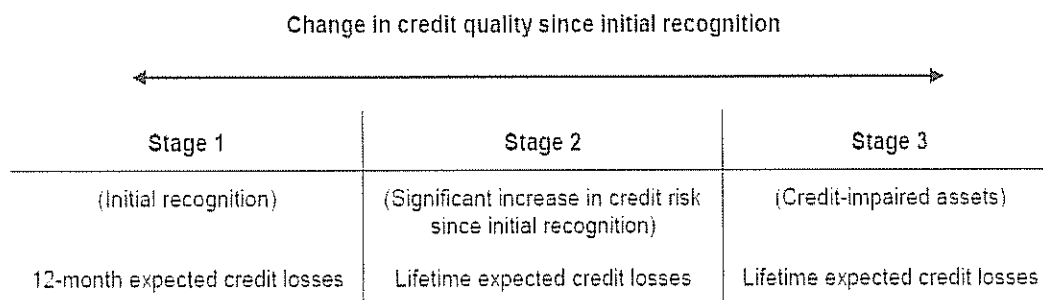 Change in credit quality since initial recognition
Stage 1
Stage 2
Stage 3
(Initial recognition)
(Significant increase in credit risk
since initial recognition)
(Credit-impaired assets)
12-month expected credit losses
Lifetime expected credit losses
Lifetime expected credit losses